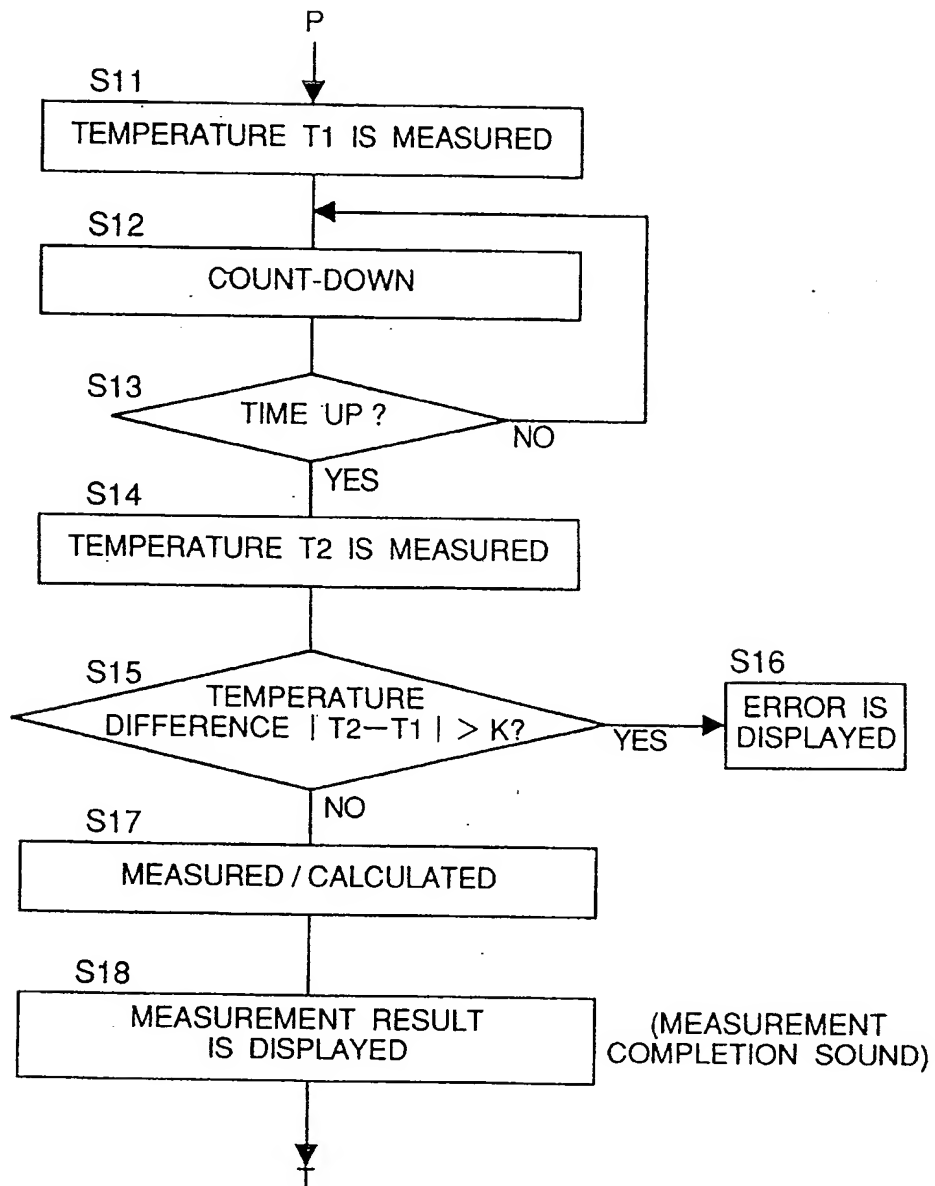 P
S11
TEMPERATURE T1 IS MEASURED
S12
COUNT-DOWN
S13
TIME UP ?
NO
YES
S14
TEMPERATURE T2 IS MEASURED
S15
TEMPERATURE
DIFFERENCE | T2−T1 | > K?
YES
S16
ERROR IS
DISPLAYED
NO
S17
MEASURED / CALCULATED
S18
MEASUREMENT RESULT
IS DISPLAYED
(MEASUREMENT
COMPLETION SOUND)